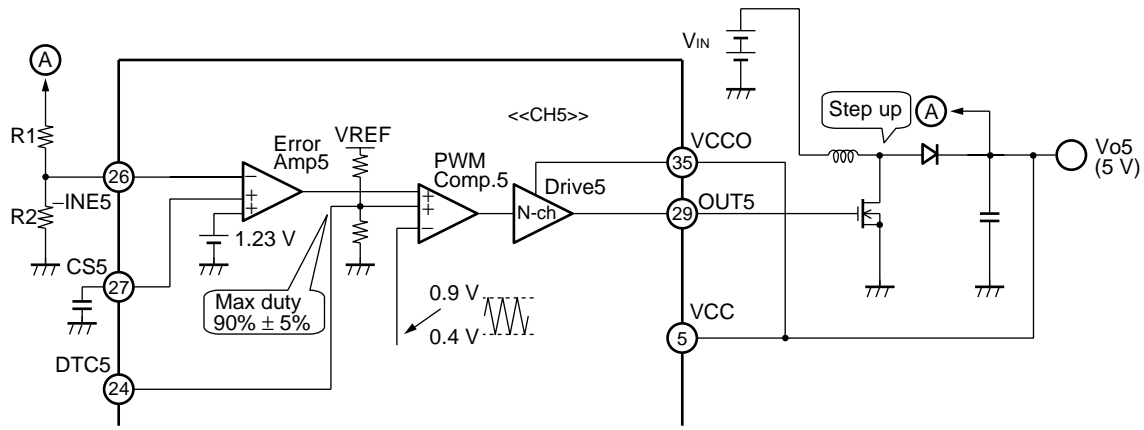 A
R1
R2
26
−INE5
CS5
27
DTC5
24
Error
Amp5
1.23 V
VREF
Max duty
90% ± 5%
PWM
Comp.5
0.9 V
0.4 V
<<CH5>>
N-ch
Drive5
VCCO
35
OUT5
29
VCC
5
VIN
Step up
A
Vo5
(5 V)